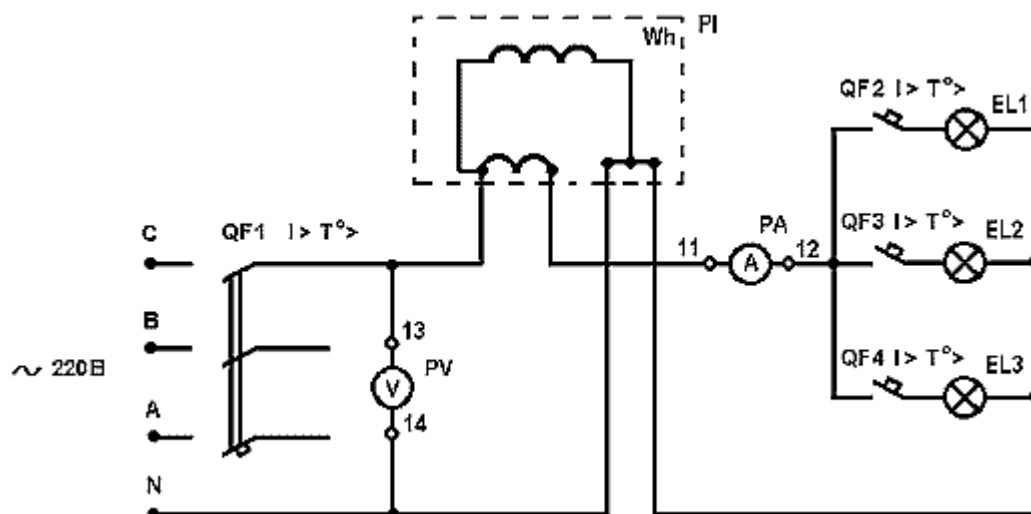 Wh
PI
QF2 I> T°>
EL1
C
QF1 I> T°>
PA
QF3 I> T°>
EL2
11
A
12
B
13
~ 220В
V
PV
QF4 I> T°>
EL3
A
14
N